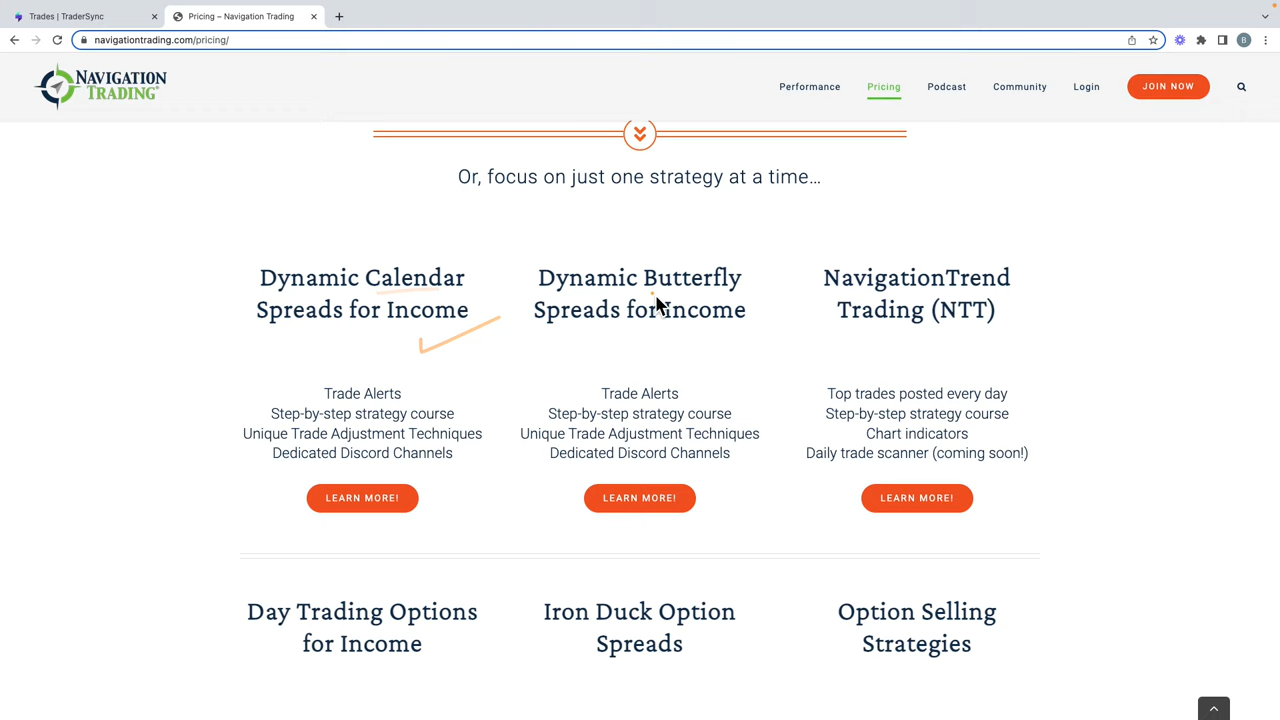 Trades | TraderSync
Pricing – Navigation Trading
navigationtrading.com/pricing/
B
NAVIGATION
TRADING®
Performance
Pricing
Podcast
Community
Login
JOIN NOW
Or, focus on just one strategy at a time…
Dynamic Calendar
Spreads for Income
Trade Alerts
Step-by-step strategy course
Unique Trade Adjustment Techniques
Dedicated Discord Channels
LEARN MORE!
Dynamic Butterfly
Spreads for Income
Trade Alerts
Step-by-step strategy course
Unique Trade Adjustment Techniques
Dedicated Discord Channels
LEARN MORE!
NavigationTrend
Trading (NTT)
Top trades posted every day
Step-by-step strategy course
Chart indicators
Daily trade scanner (coming soon!)
LEARN MORE!
Day Trading Options
for Income
Iron Duck Option
Spreads
Option Selling
Strategies